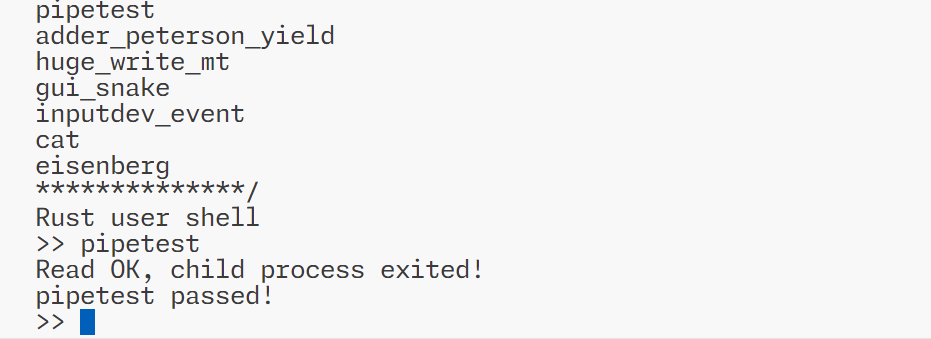 pipetest
adder_peterson_yield
huge_write_mt
gui_snake
inputdev_event
cat
eisenberg
**************/
Rust user shell
>> pipetest
Read OK, child process exited!
pipetest passed!
>>